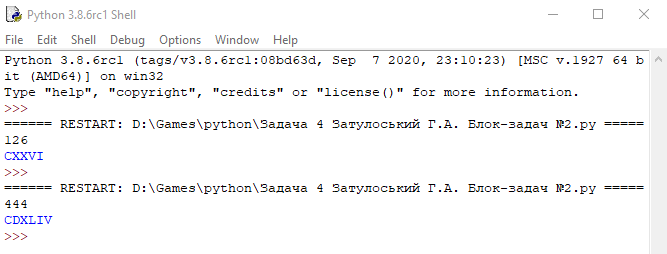 Python 3.8.6rc1 Shell
File Edit Shell Debug Options Window Help
Python 3.8.6rc1 (tags/v3.8.6rc1:08bd63d, Sep  7 2020, 23:10:23) [MSC v.1927 64 b
it (AMD64)] on win32
Type "help", "copyright", "credits" or "license()" for more information.
>>>
====== RESTART: D:\Games\python\Задача 4 Затулоський Г.А. Блок-задач №2.py =====
126
CXXVI
>>>
====== RESTART: D:\Games\python\Задача 4 Затулоський Г.А. Блок-задач №2.py =====
444
CDXLIV
>>>